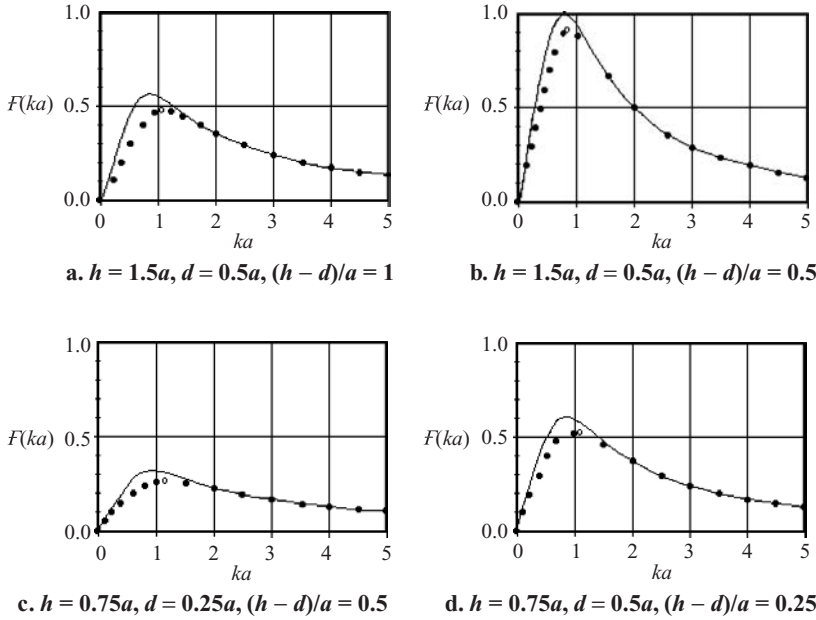 1.0
1.0
F(ka) 0.5
F(ka) 0.5
0.0
0.0
0 1 2 3 4 5
0 1 2 3 4 5
ka
ka
a. h = 1.5a, d = 0.5a, (h – d)/a = 1
b. h = 1.5a, d = 0.5a, (h – d)/a = 0.5
1.0
1.0
F(ka) 0.5
F(ka) 0.5
0.0
0.0
0 1 2 3 4 5
0 1 2 3 4 5
ka
ka
c. h = 0.75a, d = 0.25a, (h – d)/a = 0.5
d. h = 0.75a, d = 0.5a, (h – d)/a = 0.25